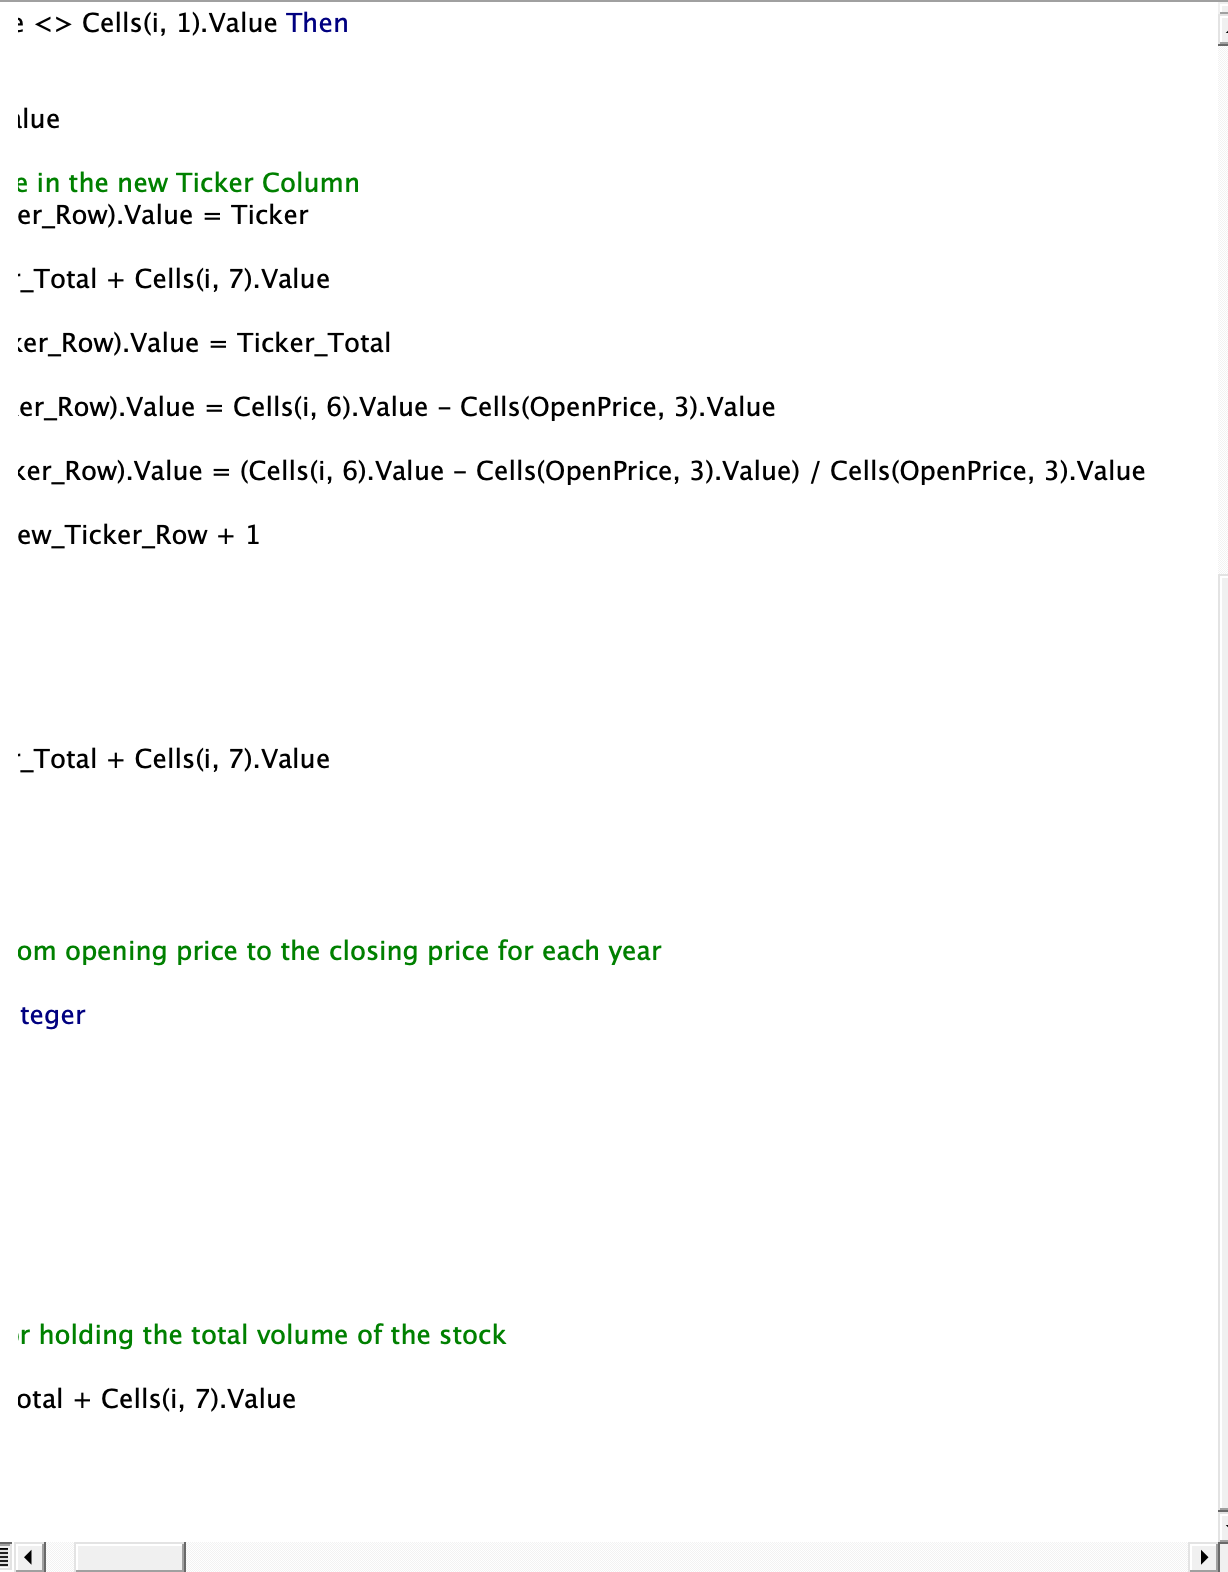 e <> Cells(i, 1).Value Then
alue
e in the new Ticker Column
er_Row).Value = Ticker
_Total + Cells(i, 7).Value
ker_Row).Value = Ticker_Total
er_Row).Value = Cells(i, 6).Value - Cells(OpenPrice, 3).Value
ker_Row).Value = (Cells(i, 6).Value - Cells(OpenPrice, 3).Value) / Cells(OpenPrice, 3).Value
ew_Ticker_Row + 1
_Total + Cells(i, 7).Value
om opening price to the closing price for each year
teger
r holding the total volume of the stock
otal + Cells(i, 7).Value